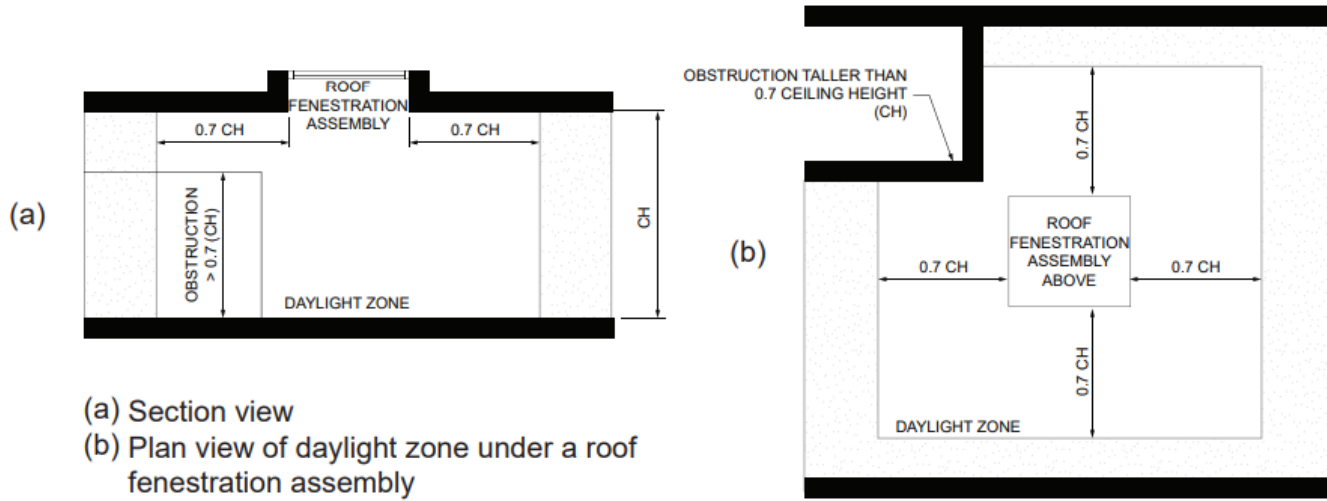 (a)
ROOF
FENESTRATION
ASSEMBLY
0.7 CH
0.7 CH
OBSTRUCTION
> 0.7 (CH)
CH
DAYLIGHT ZONE
(a) Section view
(b) Plan view of daylight zone under a roof
fenestration assembly
(b)
OBSTRUCTION TALLER THAN
0.7 CEILING HEIGHT
(CH)
0.7 CH
ROOF
FENESTRATION
ASSEMBLY
ABOVE
0.7 CH
0.7 CH
0.7 CH
DAYLIGHT ZONE